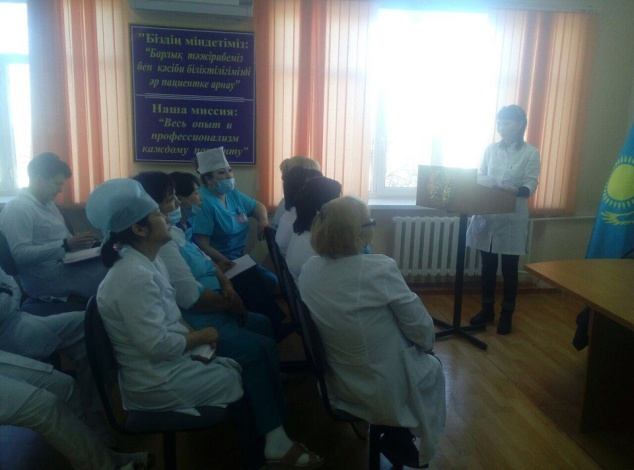 "Біздің міндетіміз:
"Барлық тәжірибеміз
бен кәсіби біліктілігімізді
әр пациентке арнау"
Наша миссия:
"Весь опыт и
профессионализм
каждому пациенту"